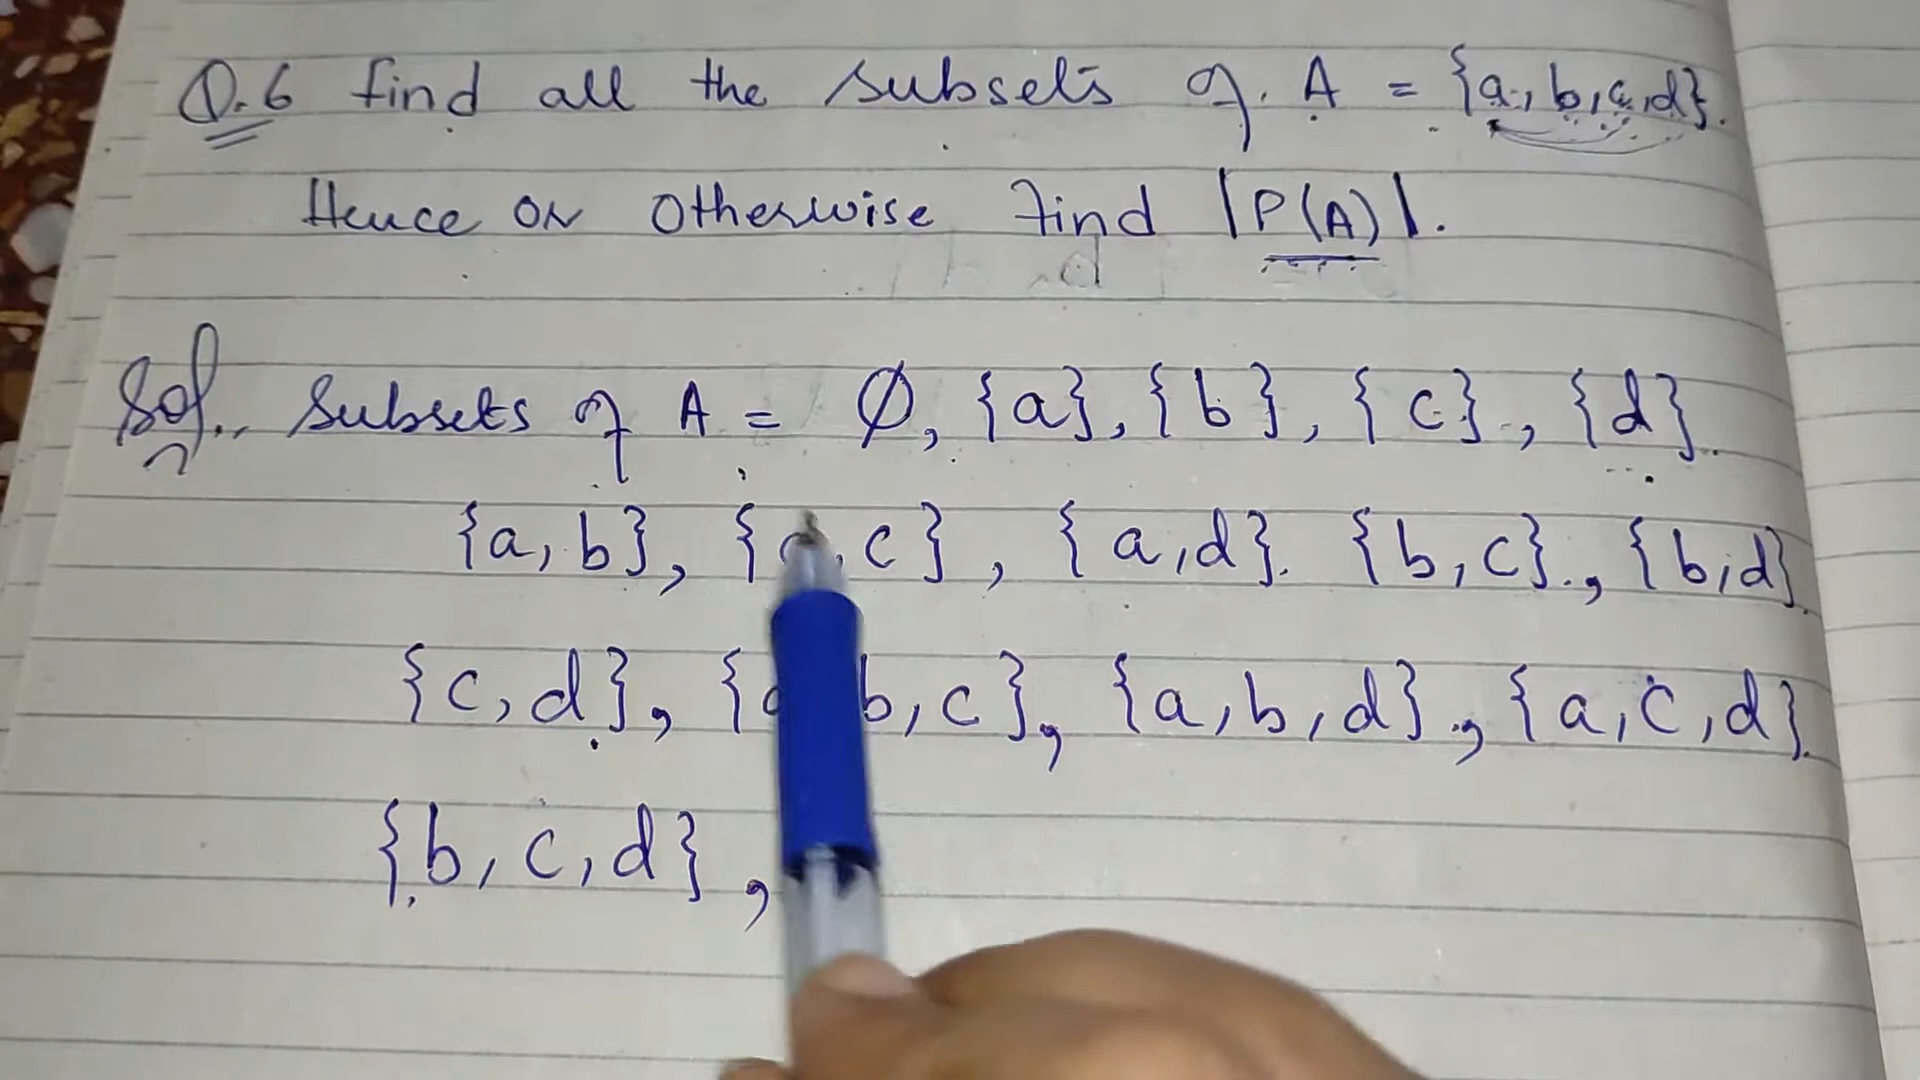 Q.6 find all the subsets of. A = {a, b, c, d}.
Hence or Otherwise find |P(A)|.
Sol. Subsets of A = Ø, {a}, {b}, {c}, {d}
{a, b}, { , c}, {a, d}. {b, c}, {b, d}
{c, d}, { b, c}, {a, b, d}, {a, c, d}
{b, c, d},